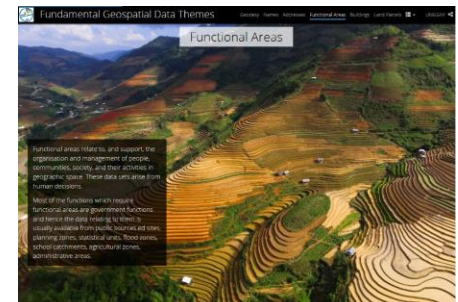 Fundamental Geospatial Data Themes
Geodesy Names Addresses Functional Areas Buildings Land Parcels
Functional Areas
Functional areas relate to, and support, the
organisation and management of people,
communities, society, and their activities in
geographic space. These data sets arise from
human decisions.
Most of the functions which require
functional areas are government functions
and hence the data relating to them is
usually available from public sources ed sites,
planning zones, statistical units, flood zones,
school catchments, agricultural zones,
administrative areas.